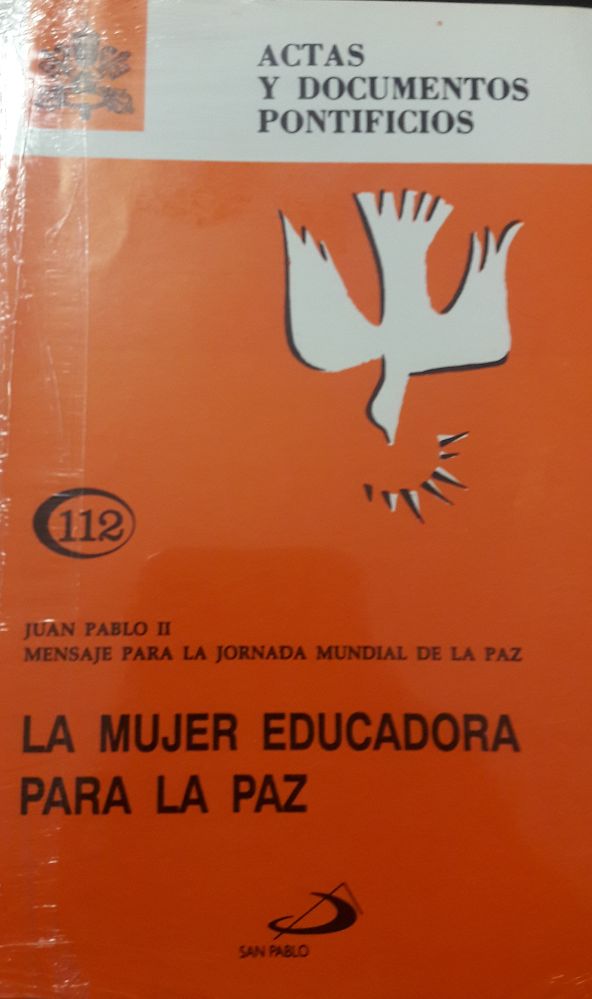 ACTAS
Y DOCUMENTOS
PONTIFICIOS
112
JUAN PABLO II
MENSAJE PARA LA JORNADA MUNDIAL DE LA PAZ
LA MUJER EDUCADORA
PARA LA PAZ
SAN PABLO